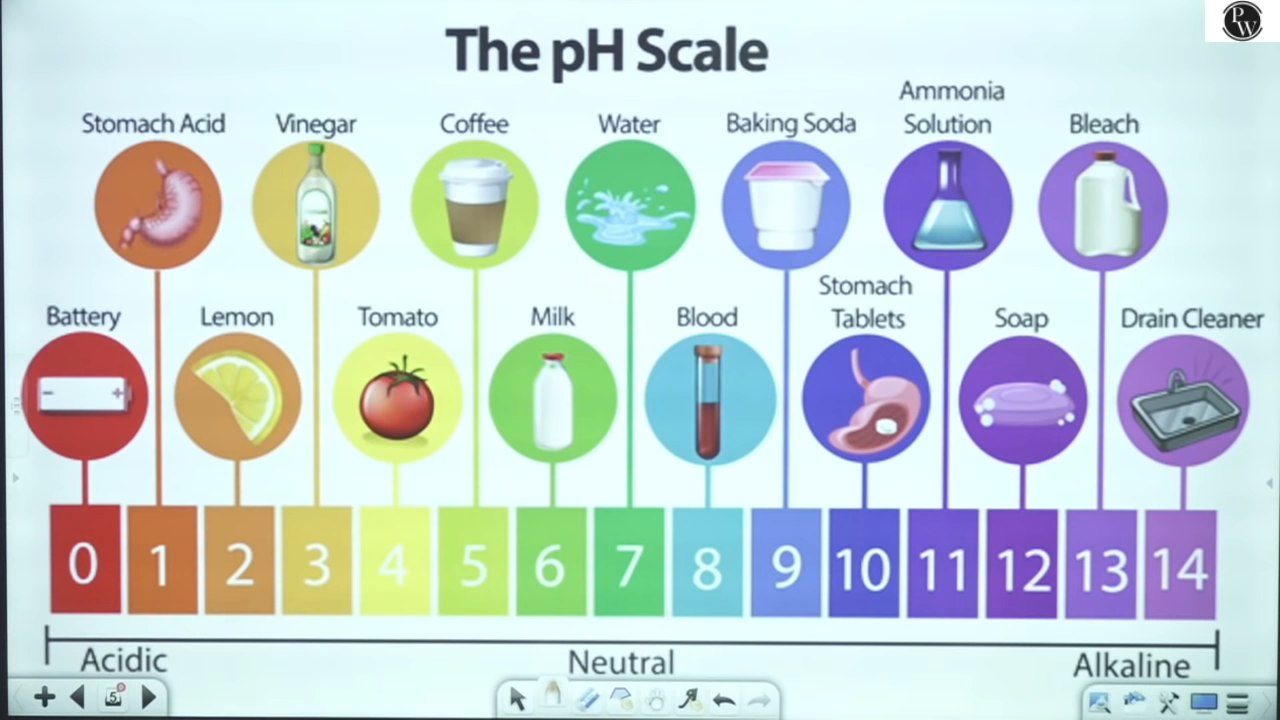 The pH Scale
PW
Ammonia
Solution
Stomach Acid
Vinegar
Coffee
Water
Baking Soda
Bleach
Stomach
Tablets
Battery
Lemon
Tomato
Milk
Blood
Soap
Drain Cleaner
- +
0 1 2 3 4 5 6 7 8 9 10 11 12 13 14
Acidic
Neutral
Alkaline
5